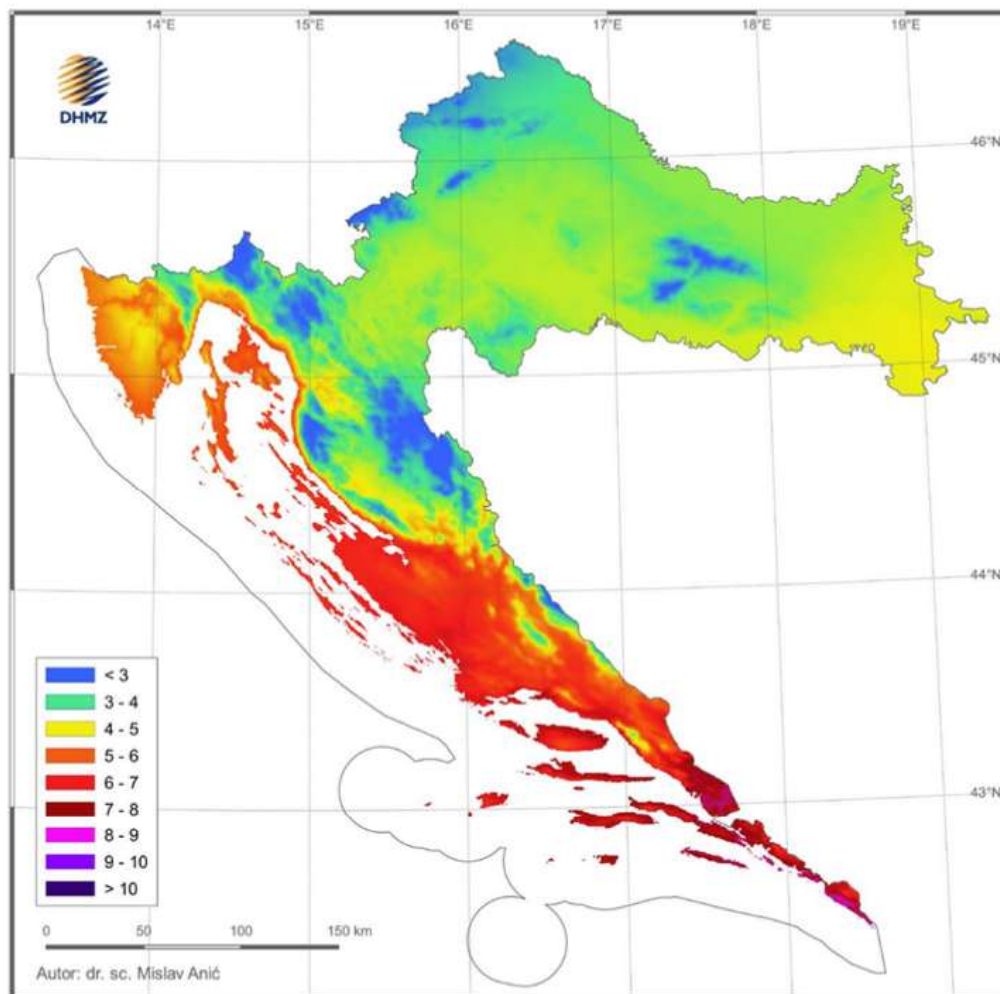 14°E 15°E 16°E 17°E 18°E 19°E
DHMZ
46°N
45°N
44°N
43°N
< 3
3 - 4
4 - 5
5 - 6
6 - 7
7 - 8
8 - 9
9 - 10
> 10
0 50 100 150 km
Autor: dr. sc. Mislav Anić